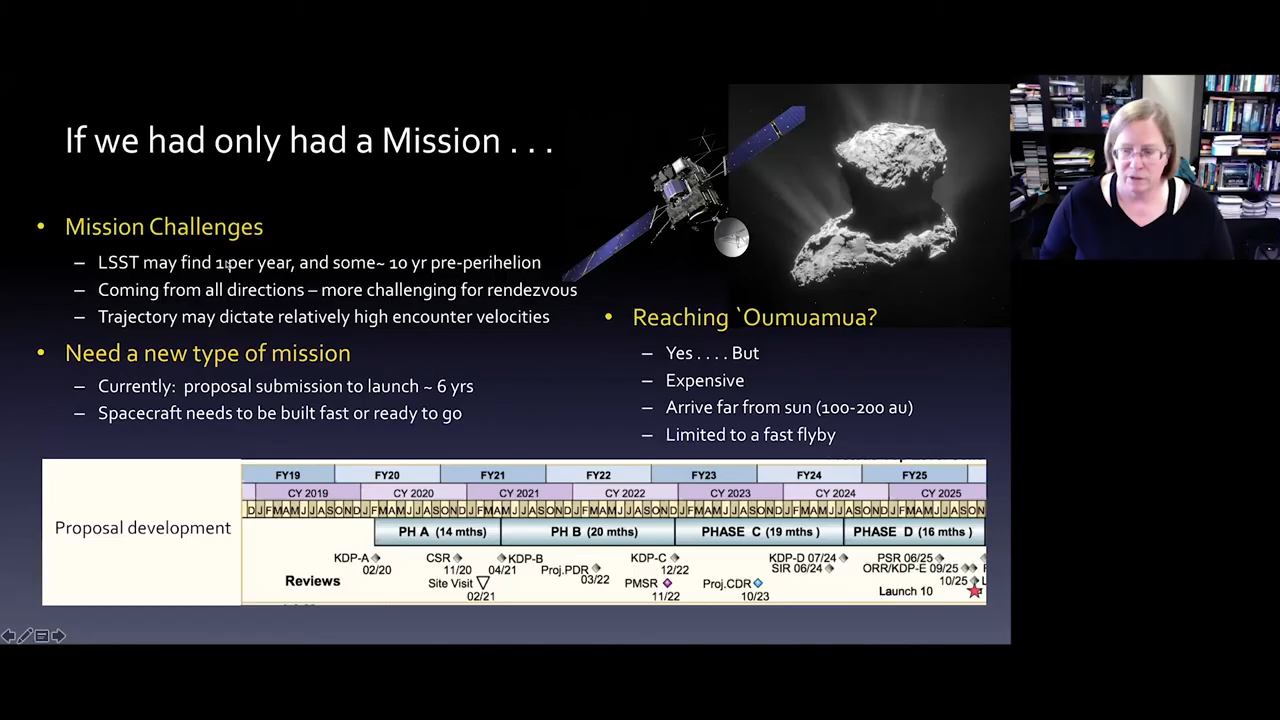 If we had only had a Mission . . .
• Mission Challenges
– LSST may find 1 per year, and some~ 10 yr pre-perihelion
– Coming from all directions – more challenging for rendezvous
– Trajectory may dictate relatively high encounter velocities
• Need a new type of mission
– Currently: proposal submission to launch ~ 6 yrs
– Spacecraft needs to be built fast or ready to go
• Reaching `Oumuamua?
– Yes . . . . But
– Expensive
– Arrive far from sun (100-200 au)
– Limited to a fast flyby
Proposal development
FY19 FY20 FY21 FY22 FY23 FY24 FY25
CY 2019 CY 2020 CY 2021 CY 2022 CY 2023 CY 2024 CY 2025
D J F M A M J J A S O N D J F M A M J J A S O N D J F M A M J J A S O N D J F M A M J J A S O N D J F M A M J J A S O N D J F M A M J J A S O N D J F M A M J J A S O N
PH A (14 mths) PH B (20 mths) PHASE C (19 mths) PHASE D (16 mths)
KDP-A CSR KDP-B KDP-C KDP-D 07/24 PSR 06/25
02/20 11/20 04/21 Proj.PDR 12/22 SIR 06/24 ORR/KDP-E 09/25
Reviews Site Visit 03/22 PMSR Proj.CDR 10/25
02/21 11/22 10/23 Launch 10